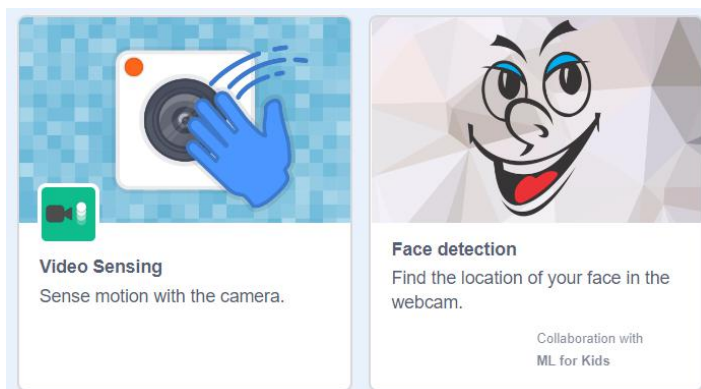 Video Sensing
Sense motion with the camera.
Face detection
Find the location of your face in the
webcam.
Collaboration with
ML for Kids